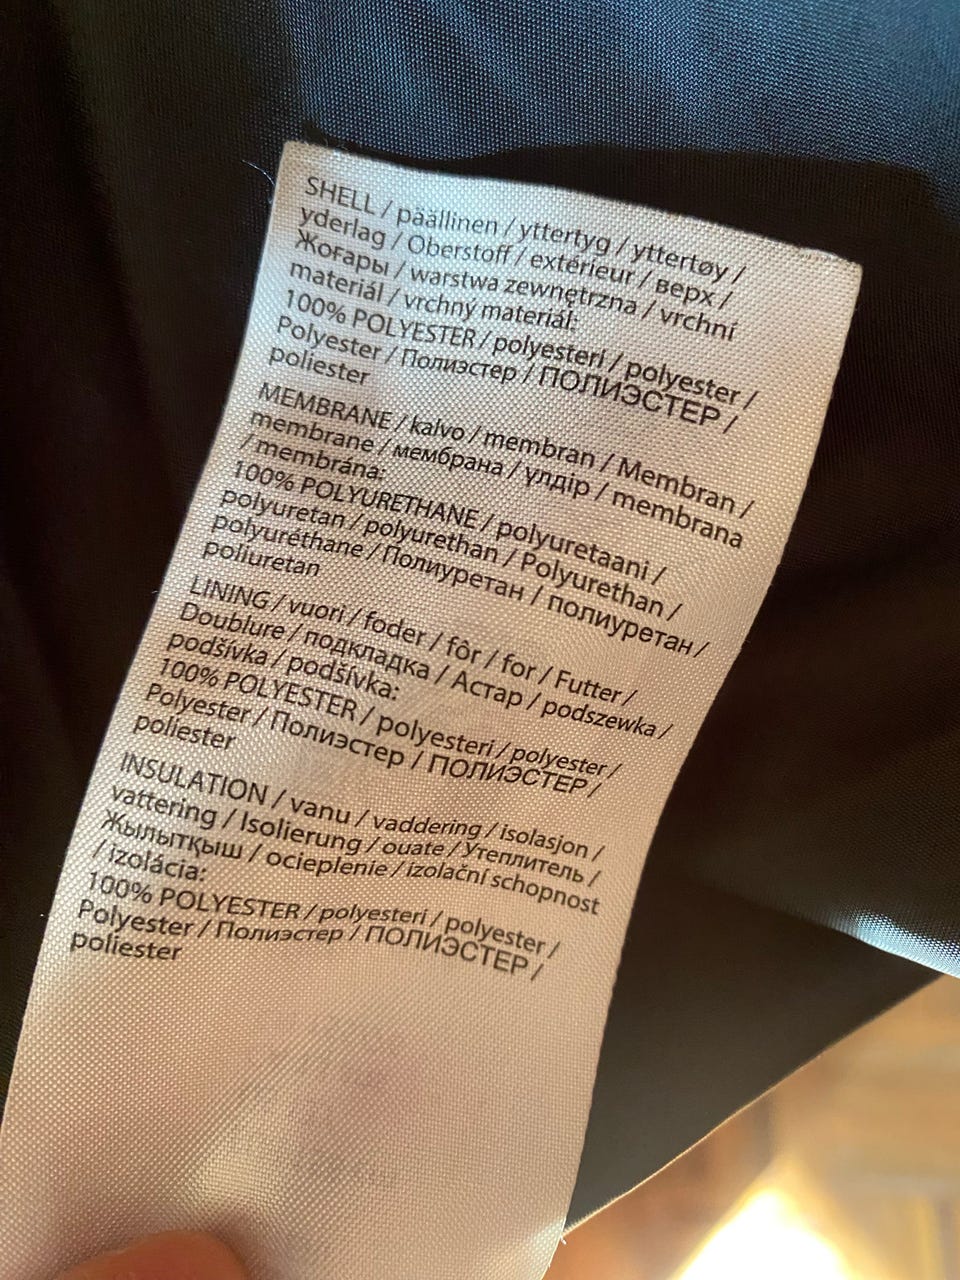 SHELL / päällinen / yttertyg / yttertøy /
yderlag / Oberstoff / extérieur / верх /
Жоғары / warstwa zewnętrzna / vrchní
materiál / vrchný materiál:
100% POLYESTER / polyesteri / polyester /
Polyester / Полиэстер / ПОЛИЭСТЕР /
poliester
MEMBRANE / kalvo / membran / Membran /
membrane / мембрана / үлдір / membrana
/ membrána:
100% POLYURETHANE / polyuretaani /
polyuretan / polyurethan / Polyurethan /
polyuréthane / Полиуретан / полиуретан /
poliuretan
LINING / vuori / foder / fôr / for / Futter /
Doublure / подкладка / Астар / podszewka /
podšívka / podšívka:
100% POLYESTER / polyesteri / polyester /
Polyester / Полиэстер / ПОЛИЭСТЕР /
poliester
INSULATION / vanu / vaddering / isolasjon /
vattering / Isolierung / ouate / Утеплитель /
Жылытқыш / ocieplenie / izolační schopnost
/ izolácia:
100% POLYESTER / polyesteri / polyester /
Polyester / Полиэстер / ПОЛИЭСТЕР /
poliester